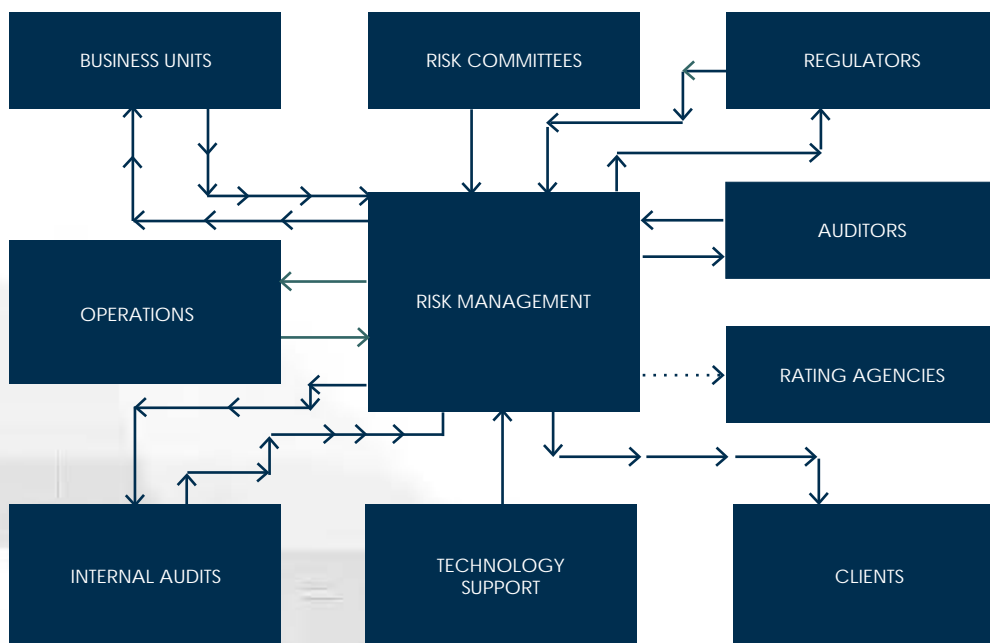 BUSINESS UNITS
RISK COMMITTEES
REGULATORS
AUDITORS
OPERATIONS
RISK MANAGEMENT
RATING AGENCIES
INTERNAL AUDITS
TECHNOLOGY
SUPPORT
CLIENTS